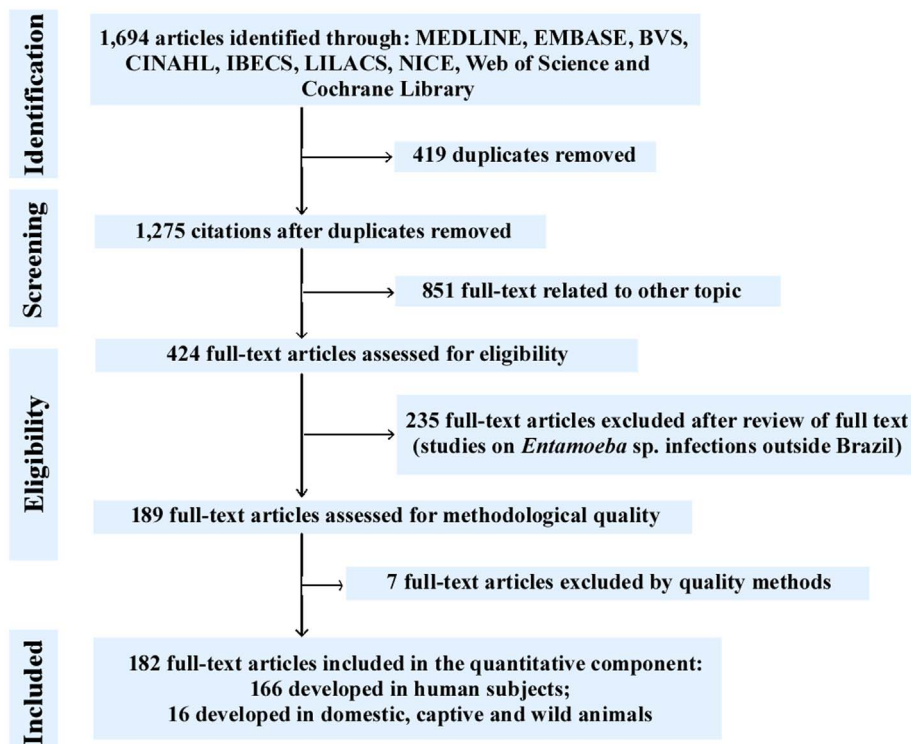 Identification
1,694 articles identified through: MEDLINE, EMBASE, BVS,
CINAHL, IBECS, LILACS, NICE, Web of Science and
Cochrane Library
419 duplicates removed
Screening
1,275 citations after duplicates removed
851 full-text related to other topic
Eligibility
424 full-text articles assessed for eligibility
235 full-text articles excluded after review of full text
(studies on Entamoeba sp. infections outside Brazil)
189 full-text articles assessed for methodological quality
7 full-text articles excluded by quality methods
Included
182 full-text articles included in the quantitative component:
166 developed in human subjects;
16 developed in domestic, captive and wild animals